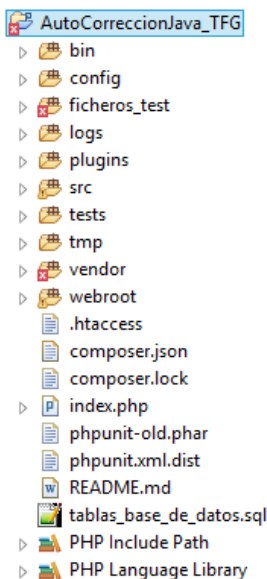 AutoCorreccionJava_TFG
bin
config
ficheros_test
logs
plugins
src
tests
tmp
vendor
webroot
.htaccess
composer.json
composer.lock
index.php
phpunit-old.phar
phpunit.xml.dist
README.md
tablas_base_de_datos.sql
PHP Include Path
PHP Language Library